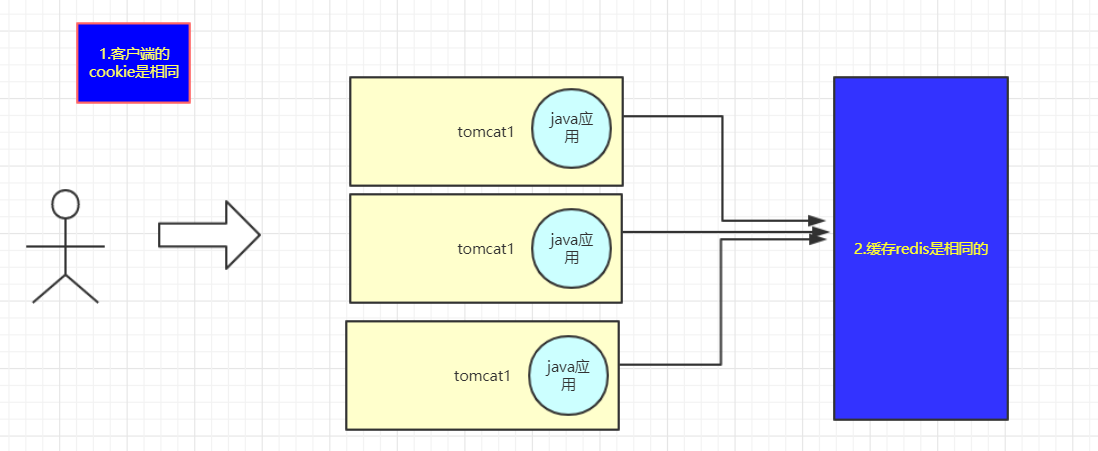 1.客户端的
cookie是相同
tomcat1
java应
用
tomcat1
java应
用
tomcat1
java应
用
2.缓存redis是相同的